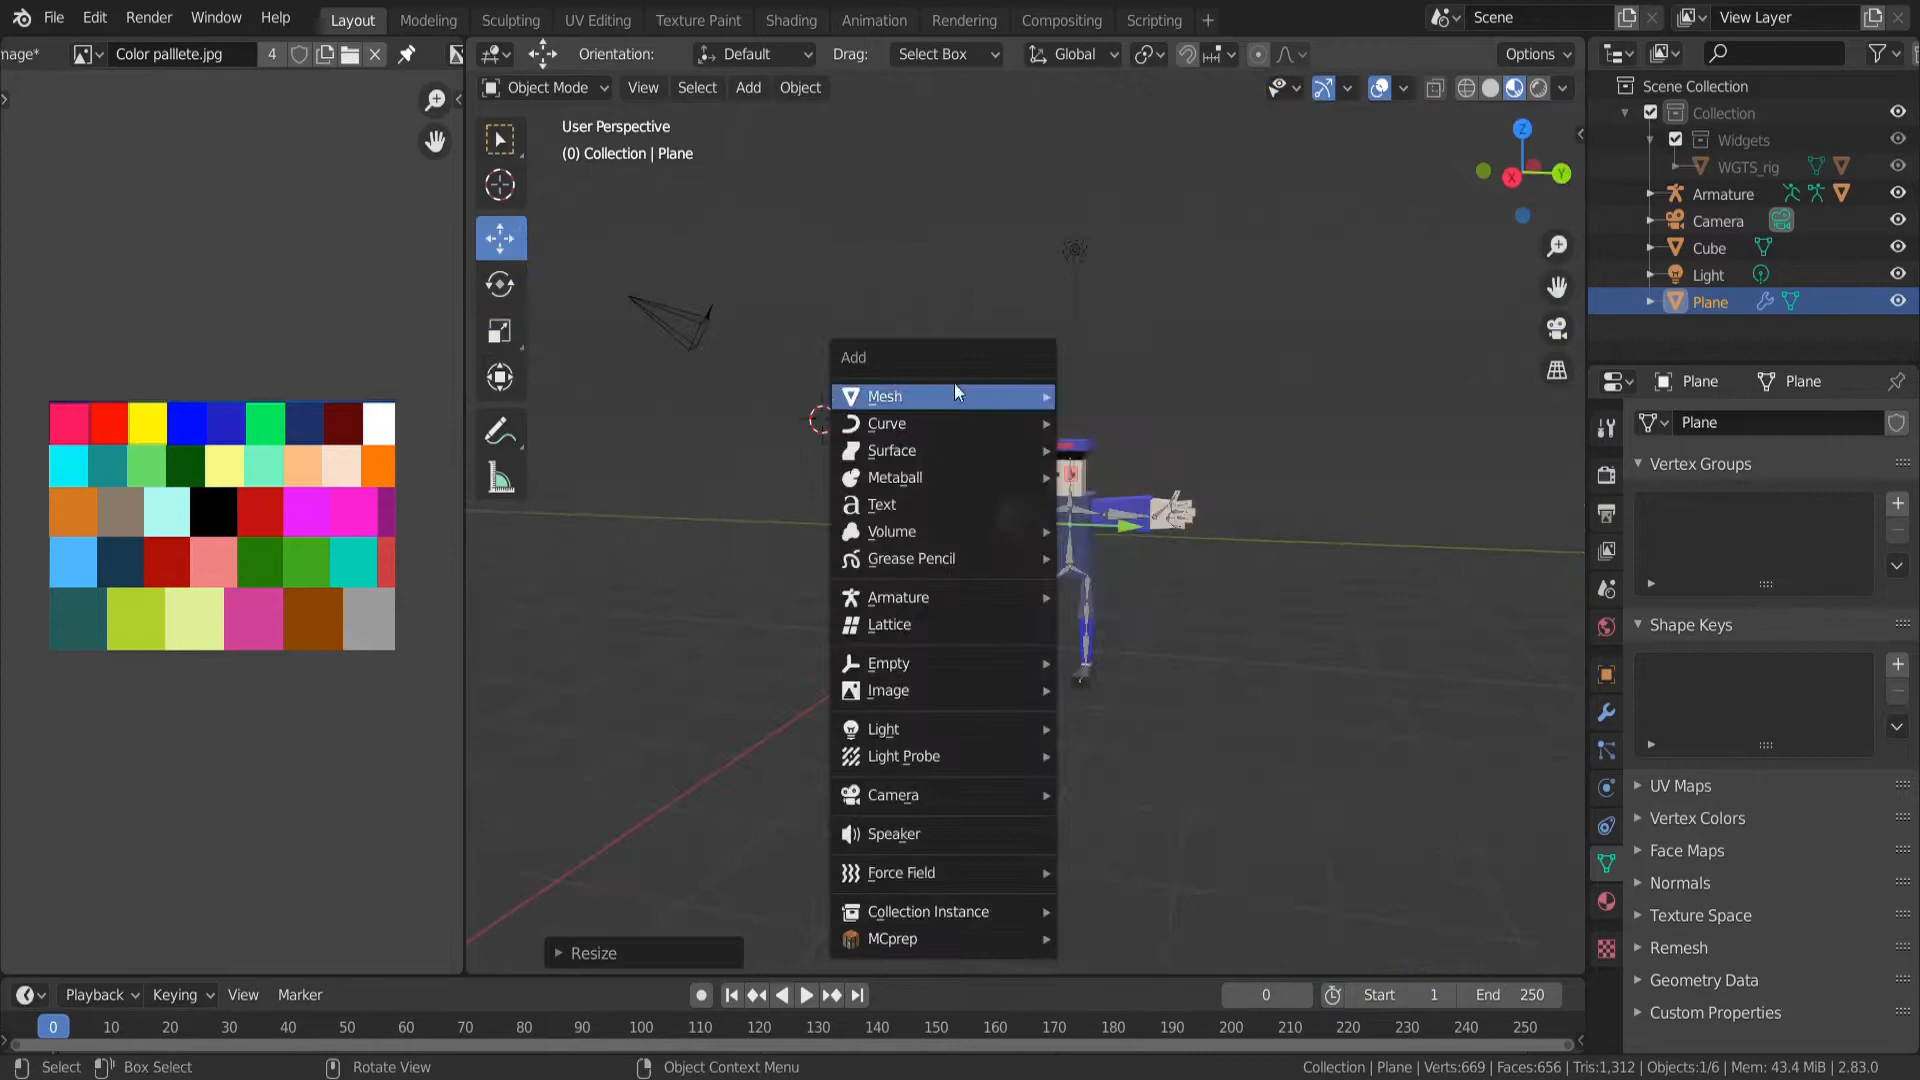 File Edit Render Window Help Layout Modeling Sculpting UV Editing Texture Paint Shading Animation Rendering Compositing Scripting + Scene View Layer
mage* Color palllete.jpg 4 Orientation: Default Drag: Select Box Global Options
Object Mode View Select Add Object
User Perspective
(0) Collection | Plane
Z
X
Y
Add
Mesh
Curve
Surface
Metaball
Text
Volume
Grease Pencil
Armature
Lattice
Empty
Image
Light
Light Probe
Camera
Speaker
Force Field
Collection Instance
MCprep
Resize
Scene Collection
Collection
Widgets
WGTS_rig
Armature
Camera
Cube
Light
Plane
Plane Plane
Plane
Vertex Groups
Shape Keys
UV Maps
Vertex Colors
Face Maps
Normals
Texture Space
Remesh
Geometry Data
Custom Properties
Playback Keying View Marker 0 Start 1 End 250
0 10 20 30 40 50 60 70 80 90 100 110 120 130 140 150 160 170 180 190 200 210 220 230 240 250
Select Box Select Rotate View Object Context Menu Collection | Plane | Verts:669 | Faces:656 | Tris:1,312 | Objects:1/6 | Mem: 43.4 MiB | 2.83.0